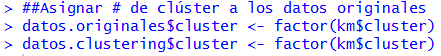 > ##Asignar # de clúster a los datos originales
> datos.originales$cluster <- factor(km$cluster)
> datos.clustering$cluster <- factor(km$cluster)